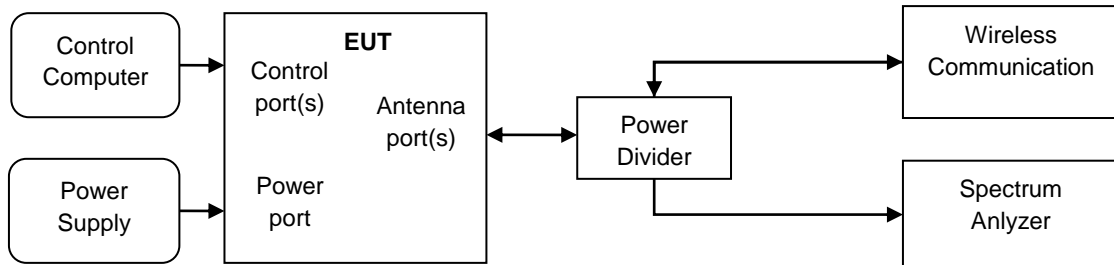 Control
Computer
Power
Supply
EUT
Control
port(s)
Antenna
port(s)
Power
port
Power
Divider
Wireless
Communication
Spectrum
Anlyzer